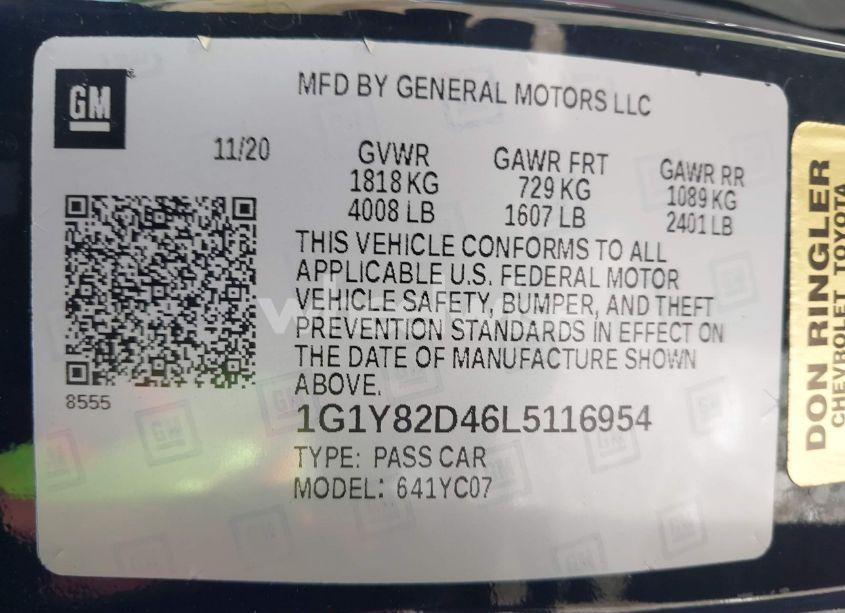 GM
MFD BY GENERAL MOTORS LLC
11/20
GVWR GAWR FRT GAWR RR
1818 KG 729 KG 1089 KG
4008 LB 1607 LB 2401 LB
THIS VEHICLE CONFORMS TO ALL
APPLICABLE U.S. FEDERAL MOTOR
VEHICLE SAFETY, BUMPER, AND THEFT
PREVENTION STANDARDS IN EFFECT ON
THE DATE OF MANUFACTURE SHOWN
ABOVE.
8555
1G1Y82D46L5116954
TYPE: PASS CAR
MODEL: 641YC07
DON RINGLER
CHEVROLET TOYOTA